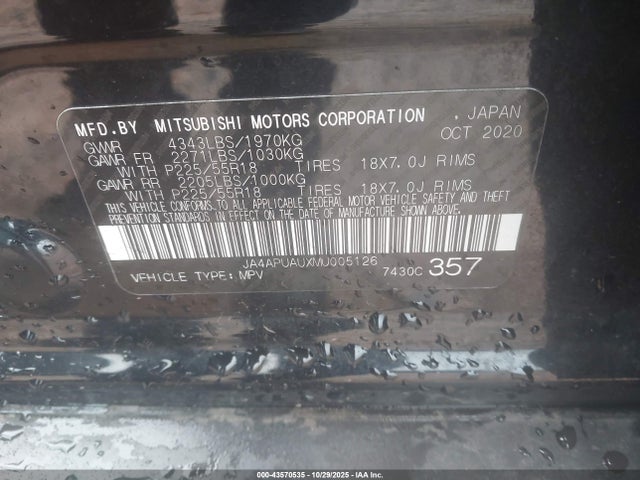 MFD.BY MITSUBISHI MOTORS CORPORATION , JAPAN
GVWR 4343LBS/1970KG OCT 2020
GAWR FR 2271LBS/1030KG
WITH P225/55R18 TIRES 18X7.0J RIMS
GAWR RR 2205LBS/1000KG
WITH P225/55R18 TIRES 18X7.0J RIMS
THIS VEHICLE CONFORMS TO ALL APPLICABLE FEDERAL MOTOR VEHICLE SAFETY AND THEFT
PREVENTION STANDARDS IN EFFECT ON THE DATE OF MANUFACTURE SHOWN ABOVE.
JA4APUAUXMU005126
VEHICLE TYPE: MPV 7430C 357
000-43570535 - 10/29/2025 - IAA Inc.